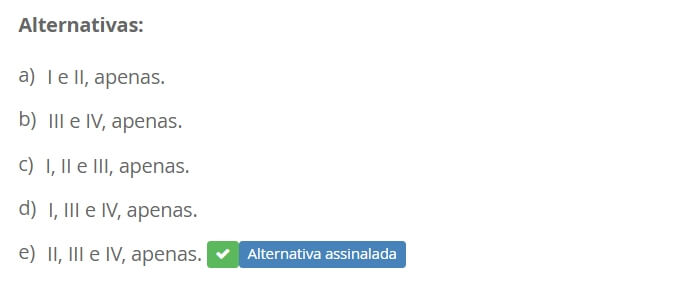 Alternativas:
a) I e II, apenas.
b) III e IV, apenas.
c) I, II e III, apenas.
d) I, III e IV, apenas.
e) II, III e IV, apenas. Alternativa assinalada